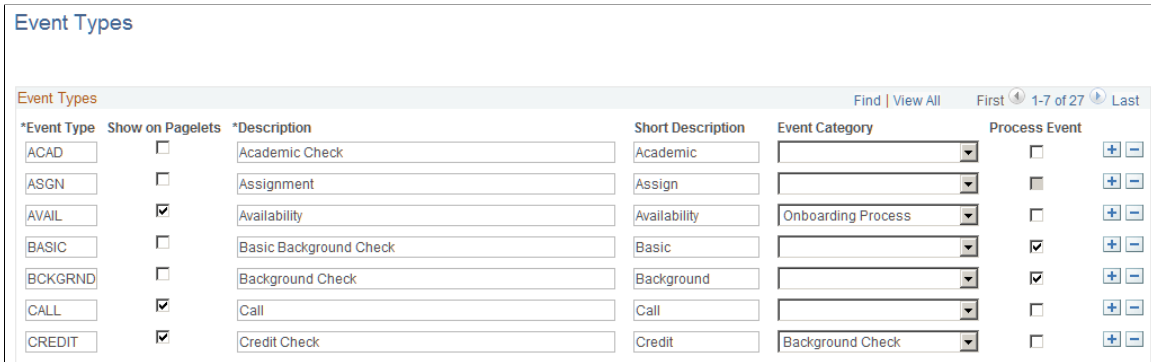 Event Types
Event Types Find | View All First 1-7 of 27 Last
*Event Type Show on Pagelets *Description Short Description Event Category Process Event
ACAD Academic Check Academic
ASGN Assignment Assign
AVAIL Availability Availability Onboarding Process
BASIC Basic Background Check Basic
BCKGRND Background Check Background
CALL Call Call
CREDIT Credit Check Credit Background Check